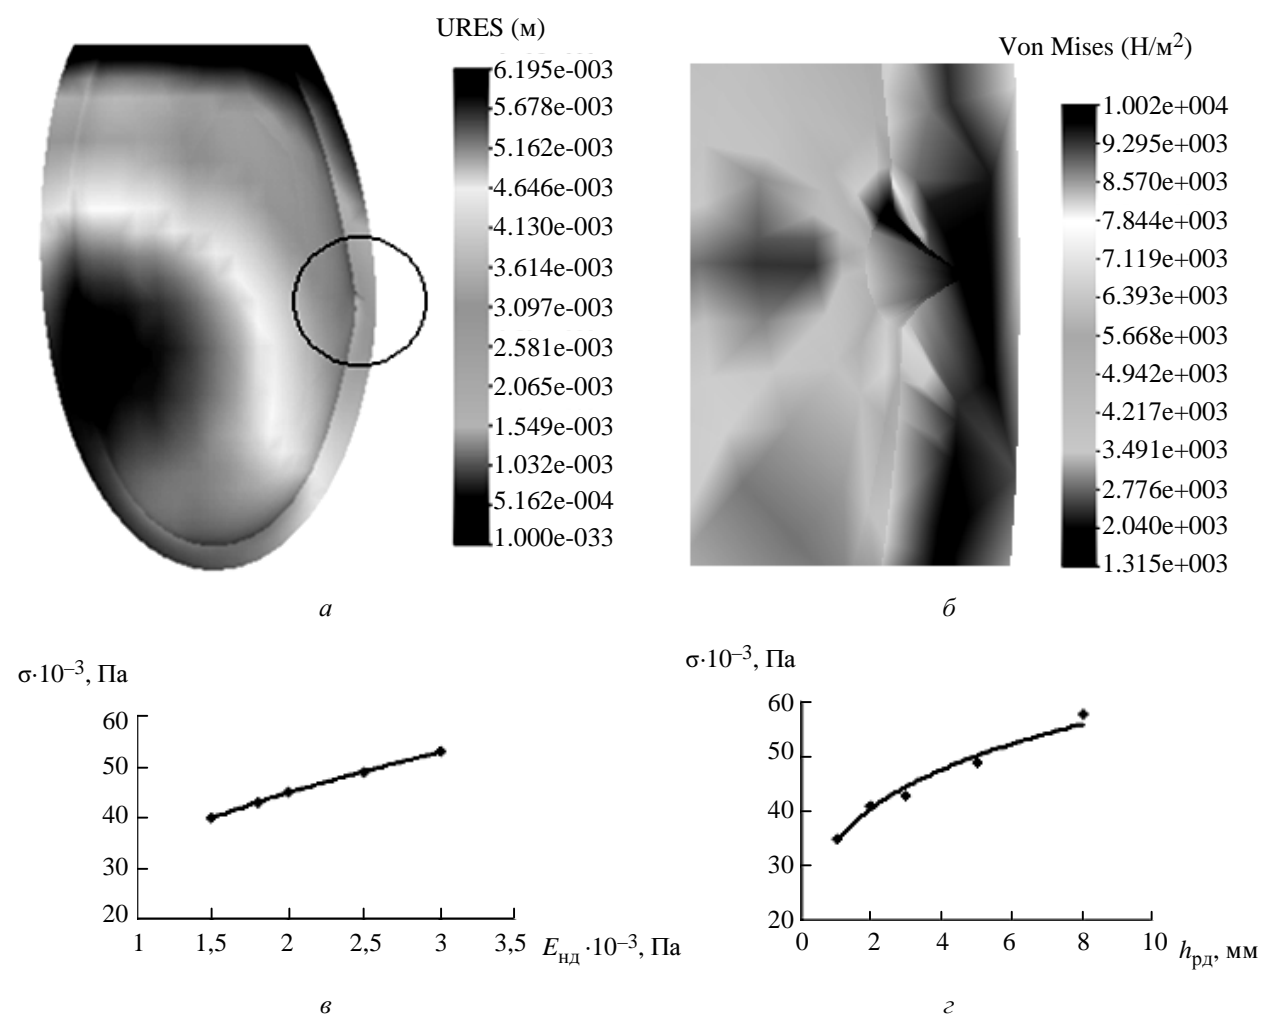 URES (м)
6.195e-003
5.678e-003
5.162e-003
4.646e-003
4.130e-003
3.614e-003
3.097e-003
2.581e-003
2.065e-003
1.549e-003
1.032e-003
5.162e-004
1.000e-033
а
Von Mises (Н/м²)
1.002e+004
9.295e+003
8.570e+003
7.844e+003
7.119e+003
6.393e+003
5.668e+003
4.942e+003
4.217e+003
3.491e+003
2.776e+003
2.040e+003
1.315e+003
б
σ·10⁻³, Па
60
50
40
30
20
1 1,5 2 2,5 3 3,5 Eнд ·10⁻³, Па
в
σ·10⁻³, Па
60
50
40
30
20
0 2 4 6 8 10 hрд, мм
г